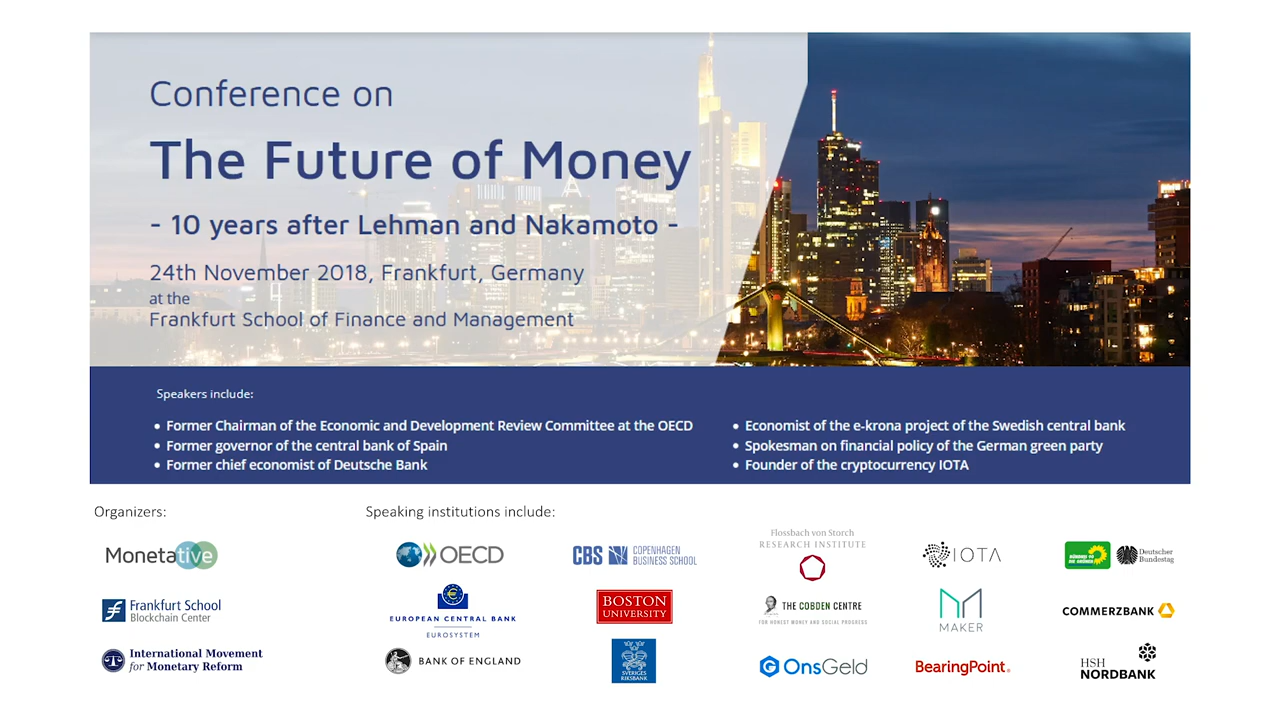 Conference on
The Future of Money
- 10 years after Lehman and Nakamoto -
24th November 2018, Frankfurt, Germany
at the
Frankfurt School of Finance and Management
Speakers include:
• Former Chairman of the Economic and Development Review Committee at the OECD
• Former governor of the central bank of Spain
• Former chief economist of Deutsche Bank
• Economist of the e-krona project of the Swedish central bank
• Spokesman on financial policy of the German green party
• Founder of the cryptocurrency IOTA
Organizers:
Monetative
Frankfurt School
Blockchain Center
International Movement
for Monetary Reform
Speaking institutions include:
OECD
CBS COPENHAGEN
BUSINESS SCHOOL
Flossbach von Storch
RESEARCH INSTITUTE
IOTA
BÜNDNIS 90
DIE GRÜNEN
Deutscher
Bundestag
EUROPEAN CENTRAL BANK
EUROSYSTEM
BOSTON
UNIVERSITY
THE COBDEN CENTRE
FOR HONEST MONEY AND SOCIAL PROGRESS
MAKER
COMMERZBANK
BANK OF ENGLAND
SVERIGES
RIKSBANK
OnsGeld
BearingPoint®
HSH
NORDBANK